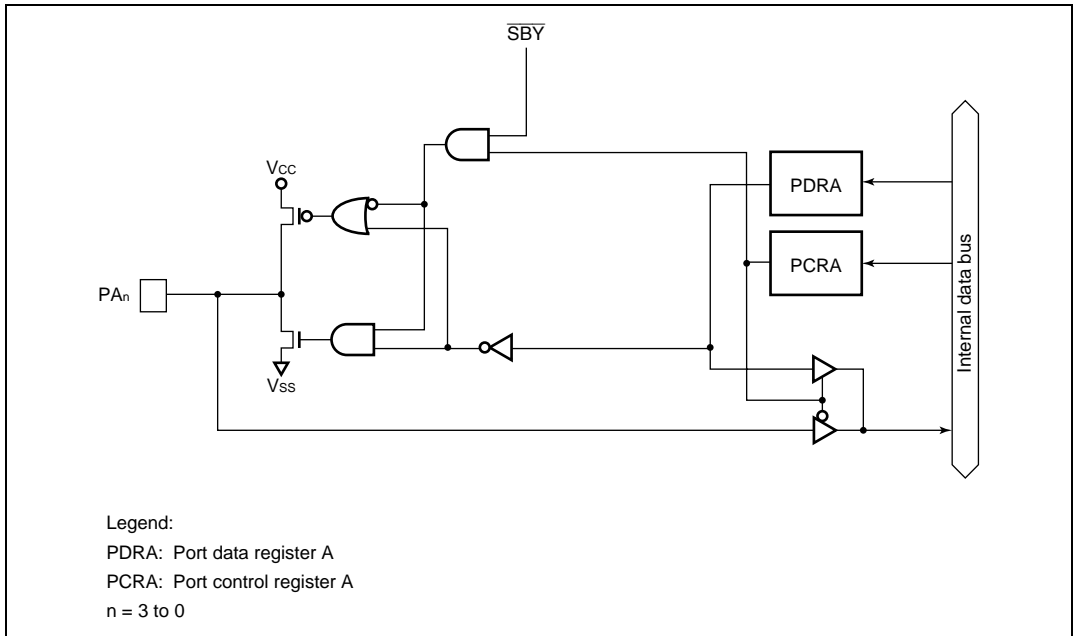 SBY
VCC
PDRA
PCRA
Internal data bus
PAn
VSS
Legend:
PDRA: Port data register A
PCRA: Port control register A
n = 3 to 0